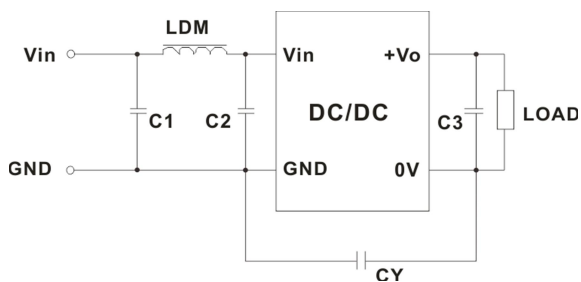 LDM
Vin
Vin
+Vo
C1
C2
DC/DC
C3
LOAD
GND
GND
0V
CY